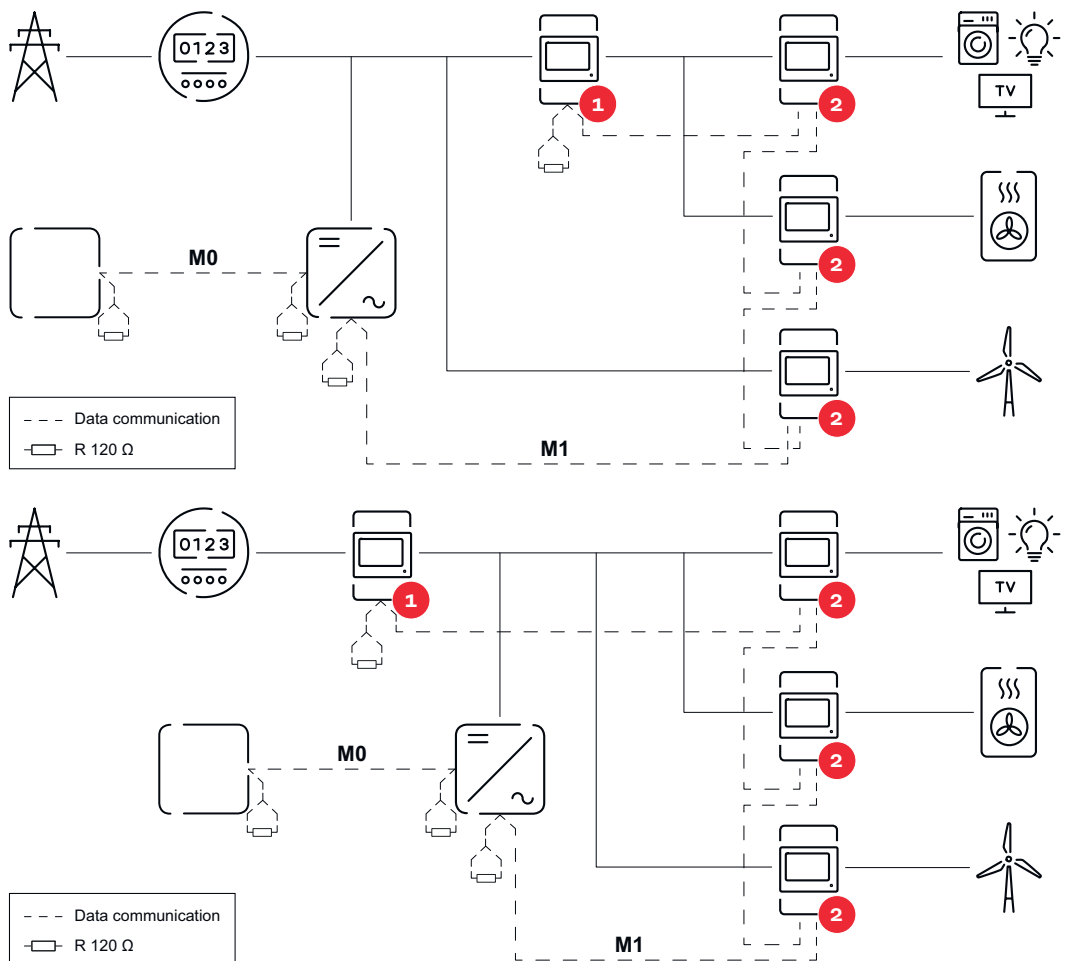 0123
1
2
TV
M0
2
2
M1
Data communication
R 120 Ω
0123
1
2
TV
M0
2
2
M1
Data communication
R 120 Ω